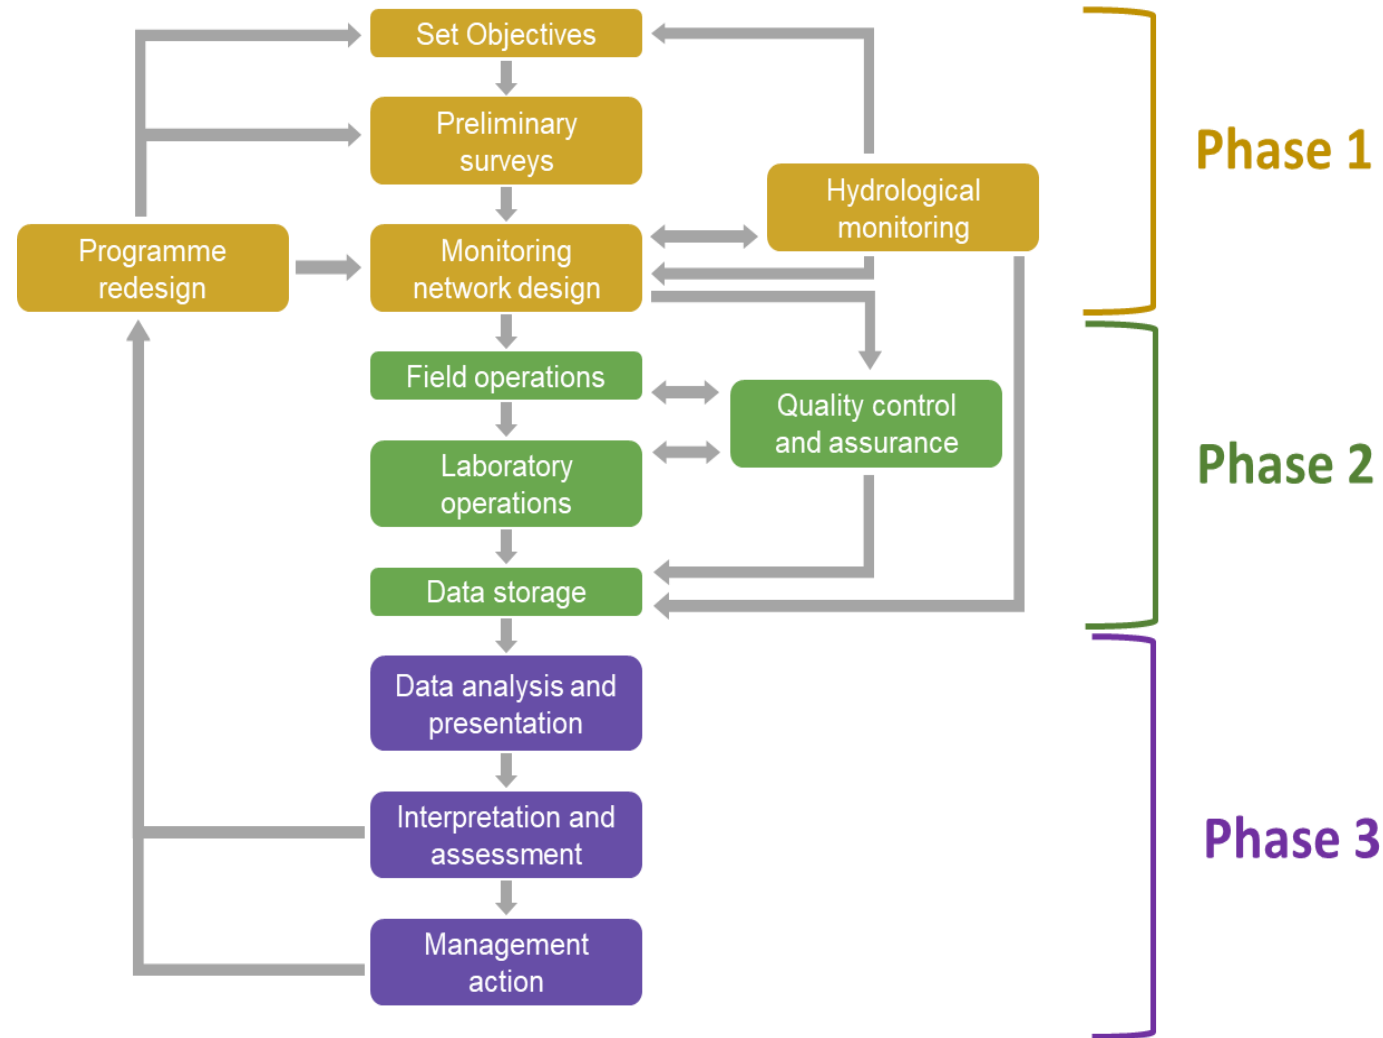 Set Objectives
Preliminary
surveys
Phase 1
Hydrological
monitoring
Programme
redesign
Monitoring
network design
Field operations
Quality control
and assurance
Phase 2
Laboratory
operations
Data storage
Data analysis and
presentation
Interpretation and
assessment
Phase 3
Management
action